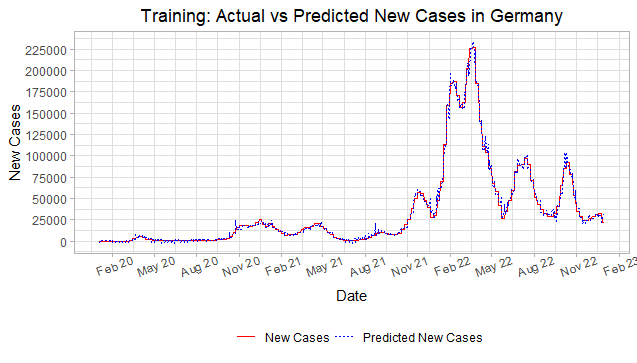 Training: Actual vs Predicted New Cases in Germany
New Cases
225000
200000
175000
150000
125000
100000
75000
50000
25000
0
Feb 20 May 20 Aug 20 Nov 20 Feb 21 May 21 Aug 21 Nov 21 Feb 22 May 22 Aug 22 Nov 22 Feb 23
Date
New Cases Predicted New Cases